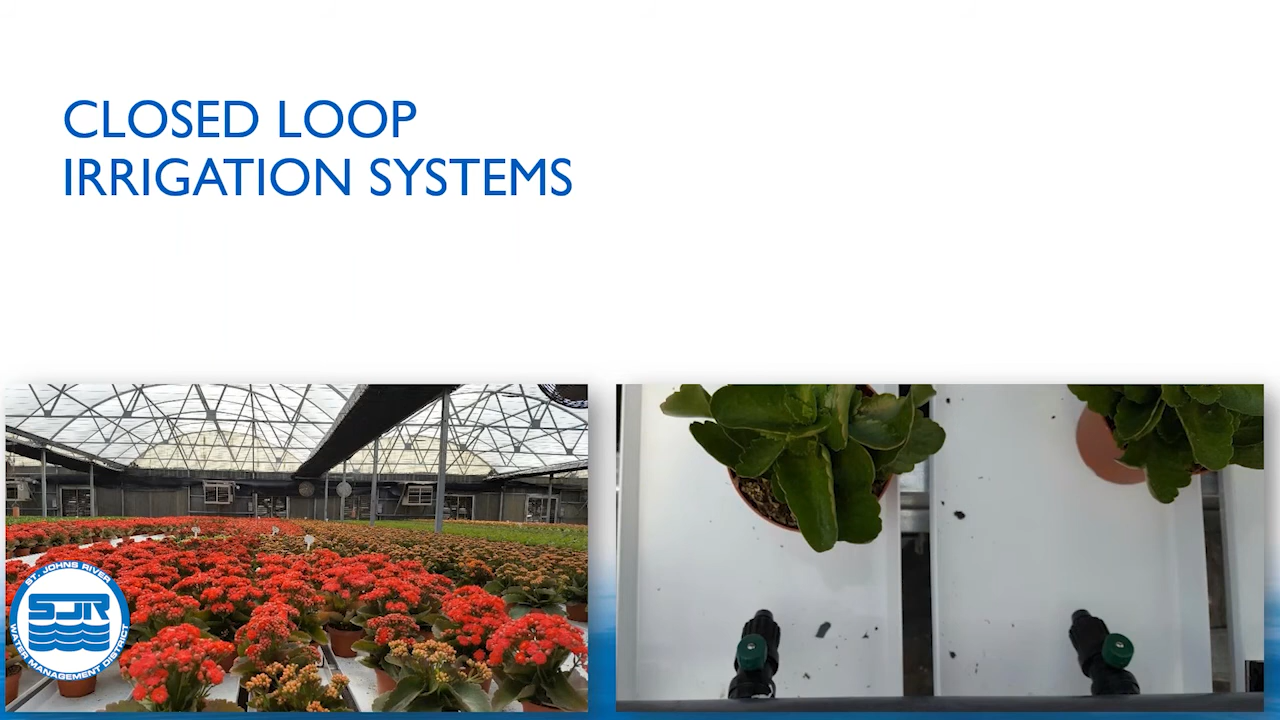 CLOSED LOOP
IRRIGATION SYSTEMS
ST. JOHNS RIVER
SJR
WATER MANAGEMENT DISTRICT